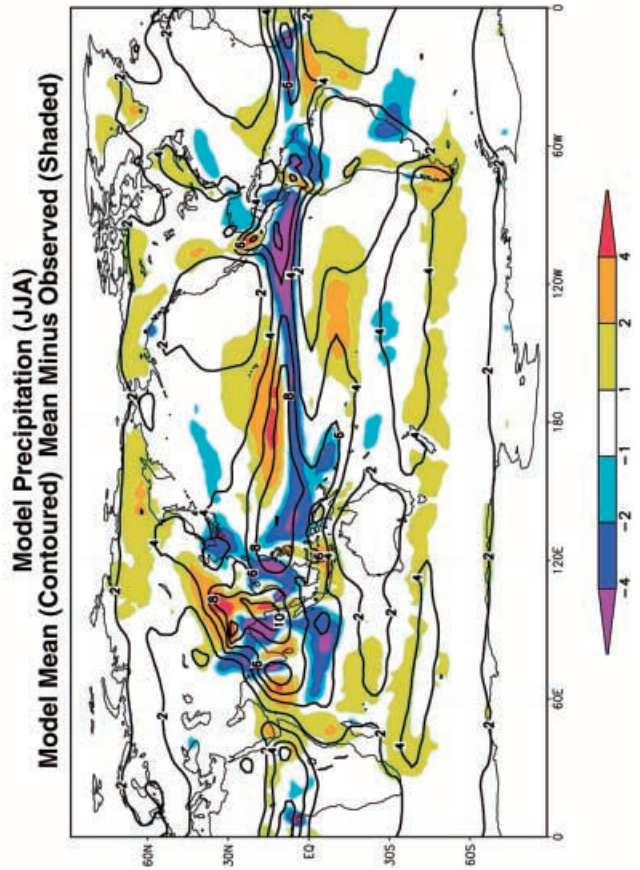 Model Precipitation (JJA)
Model Mean (Contoured) Mean Minus Observed (Shaded)
60N
30N
EQ
30S
60S
0
60E
120E
180
120W
60W
0
-4
-2
-1
1
2
4